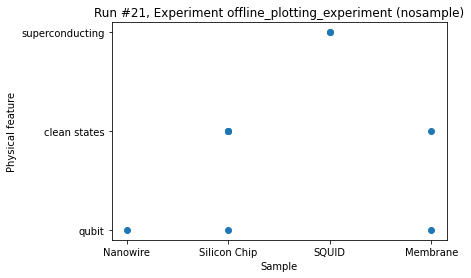 Run #21, Experiment offline_plotting_experiment (nosample)
superconducting
clean states
qubit
Physical feature
Nanowire Silicon Chip SQUID Membrane
Sample